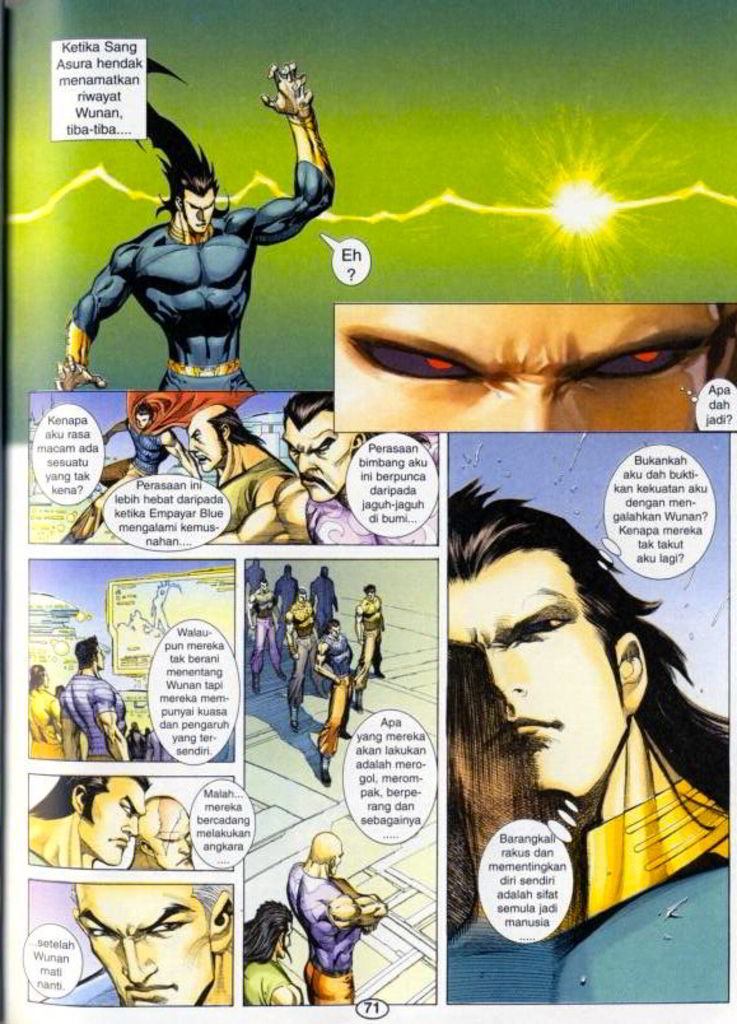 Ketika Sang
Asura hendak
menamatkan
riwayat
Wunan,
tiba-tiba....
Eh
?
Apa
dah
jadi?
Kenapa
aku rasa
macam ada
sesuatu
yang tak
kena?
Perasaan ini
lebih hebat daripada
ketika Empayar Blue
mengalami kemus-
nahan....
Perasaan
bimbang aku
ini berpunca
daripada
jaguh-jaguh
di bumi...
Bukankah
aku dah bukti-
kan kekuatan aku
dengan men-
galahkan Wunan?
Kenapa mereka
tak takut
aku lagi?
Walau-
pun mereka
tak berani
menentang
Wunan tapi
mereka mem-
punyai kuasa
dan pengaruh
yang ter-
sendiri.
Apa
yang mereka
akan lakukan
adalah mero-
gol, merom-
pak, berpe-
rang dan
sebagainya
.....
Malah...
mereka
bercadang
melakukan
angkara
....
...setelah
Wunan
mati
nanti.
Barangkali
rakus dan
mementingkan
diri sendiri
adalah sifat
semula jadi
manusia
.....
71